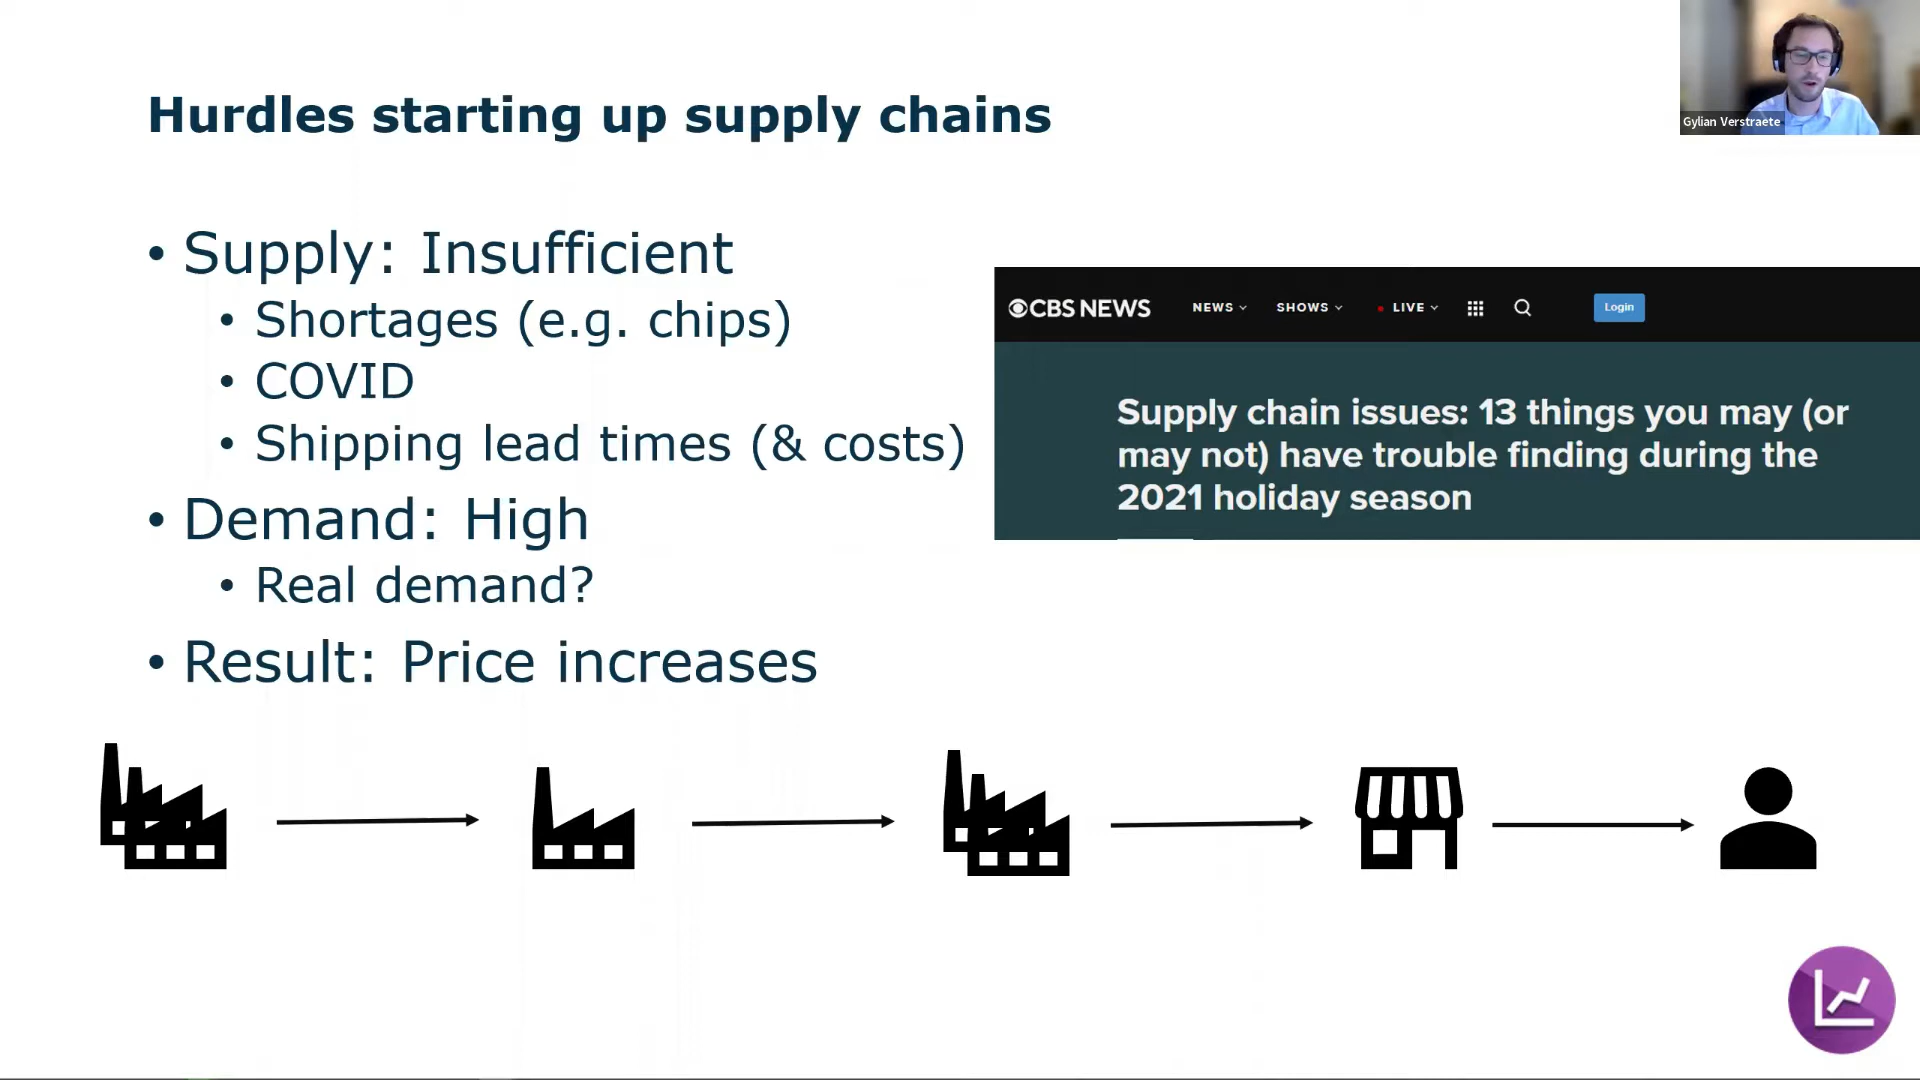 Hurdles starting up supply chains
Gylian Verstraete
• Supply: Insufficient
• Shortages (e.g. chips)
• COVID
• Shipping lead times (& costs)
• Demand: High
• Real demand?
• Result: Price increases
CBS NEWS NEWS SHOWS LIVE Login
Supply chain issues: 13 things you may (or
may not) have trouble finding during the
2021 holiday season